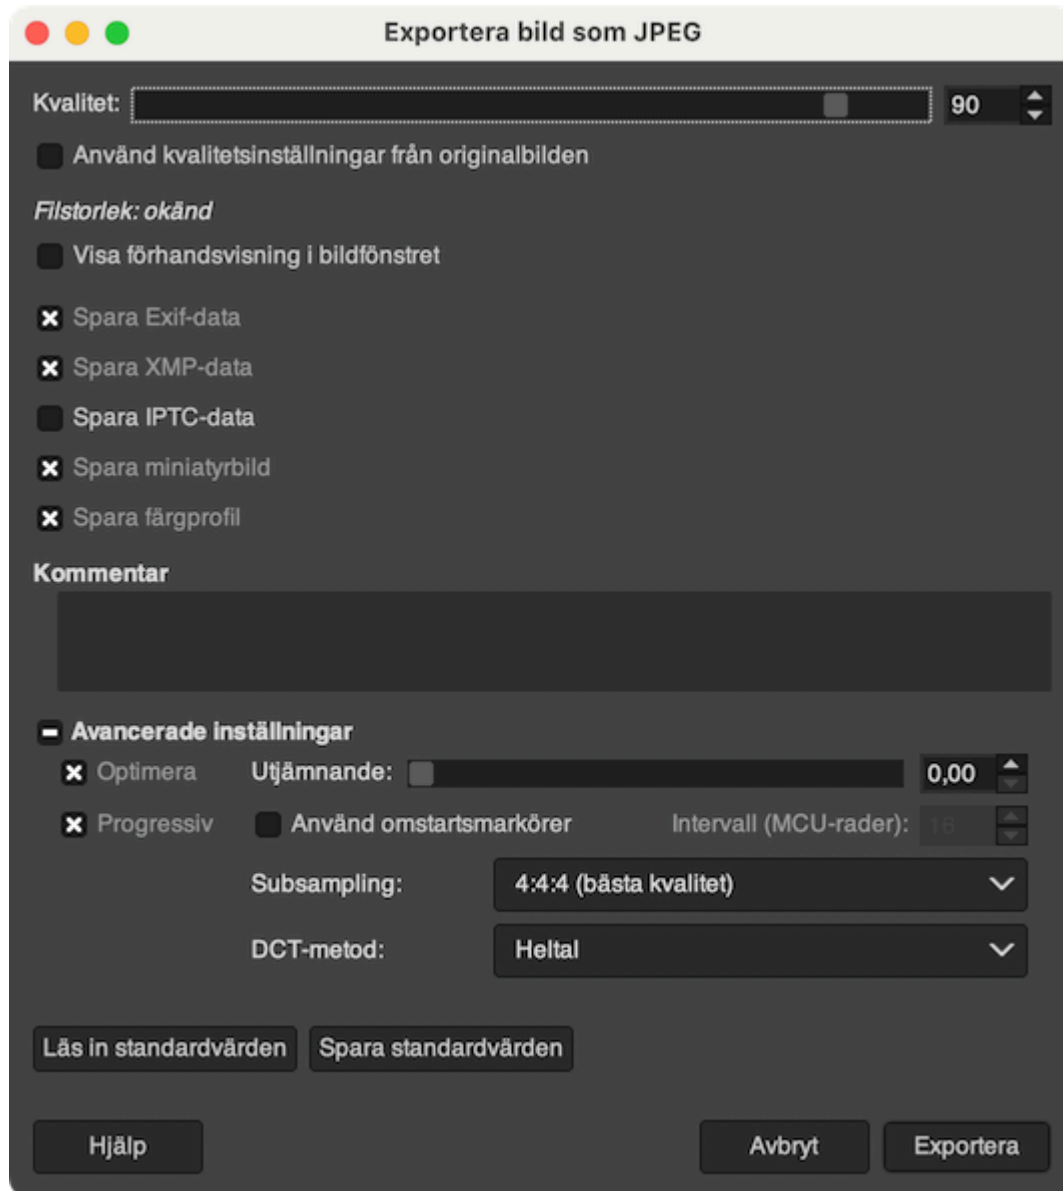 Exportera bild som JPEG
Kvalitet: 90
Använd kvalitetsinställningar från originalbilden
Filstorlek: okänd
Visa förhandsvisning i bildfönstret
Spara Exif-data
Spara XMP-data
Spara IPTC-data
Spara miniatyrbild
Spara färgprofil
Kommentar
Avancerade inställningar
Optimera Utjämnande: 0,00
Progressiv Använd omstartsmarkörer Intervall (MCU-rader): 16
Subsampling: 4:4:4 (bästa kvalitet)
DCT-metod: Heltal
Läs in standardvärden Spara standardvärden
Hjälp Avbryt Exportera